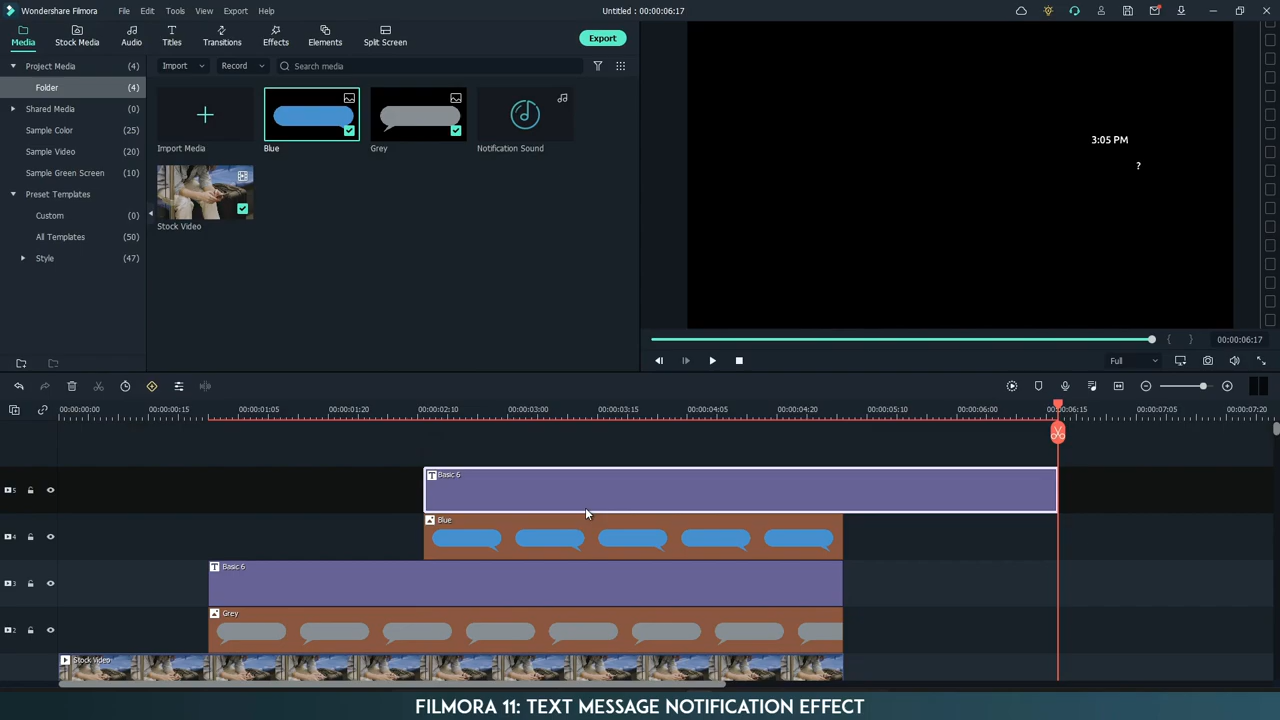 Wondershare Filmora File Edit Tools View Export Help Untitled : 00:00:06:17
Media Stock Media Audio Titles Transitions Effects Elements Split Screen Export
Project Media (4) Import Record Search media
Folder (4)
Shared Media (4)
Sample Color (25)
Sample Video (20)
Sample Green Screen (10)
Preset Templates (97)
Custom (0)
All Templates (50)
Style (47)
Import Media Blue Grey Notification Sound
Stock Video
3:05 PM
?
00:00:06:17
Full
00:00:00:00 00:00:00:15 00:00:01:05 00:00:01:20 00:00:02:10 00:00:03:00 00:00:03:15 00:00:04:05 00:00:04:20 00:00:05:10 00:00:06:00 00:00:06:15 00:00:07:05 00:00:07:20
5 Basic 6
4 Blue
3 Basic 6
2 Grey
Stock Video
FILMORA 11: TEXT MESSAGE NOTIFICATION EFFECT